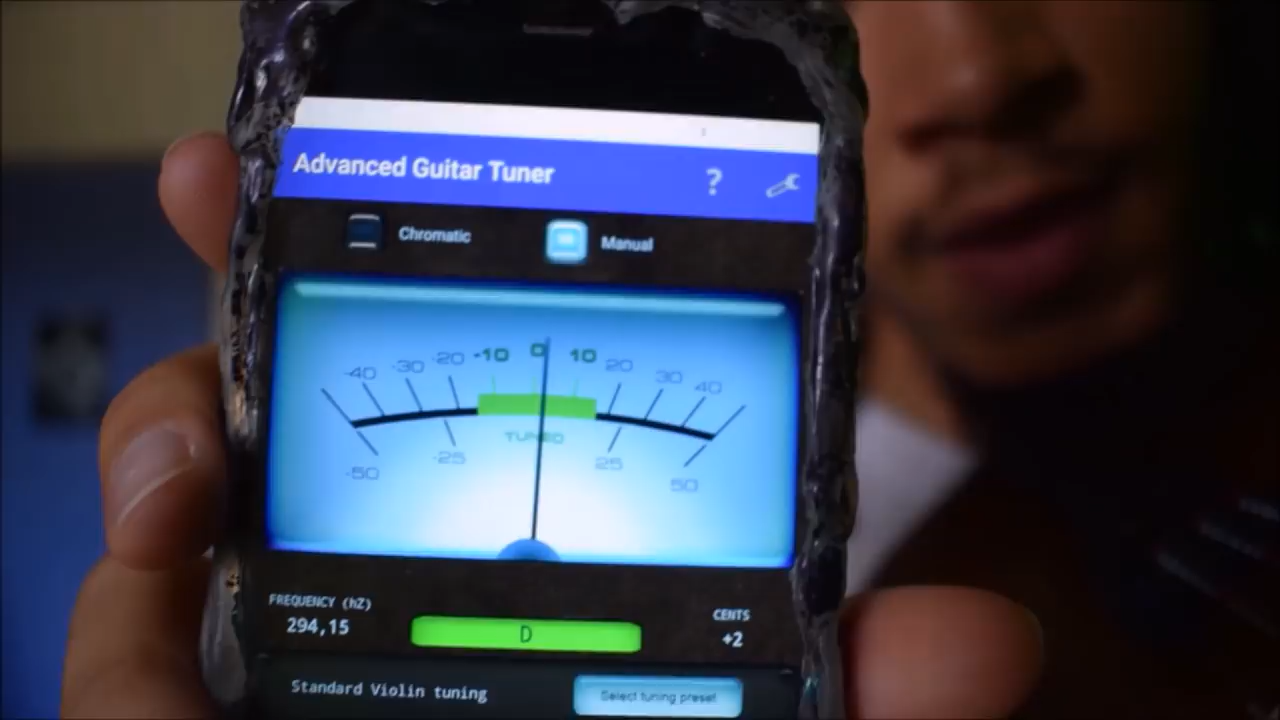 Advanced Guitar Tuner ?
Chromatic Manual
-40 -30 -20 -10 0 10 20 30 40
TUNED
-50 -25 25 50
FREQUENCY (hZ) CENTS
294,15 D +2
Standard Violin tuning Select tuning preset